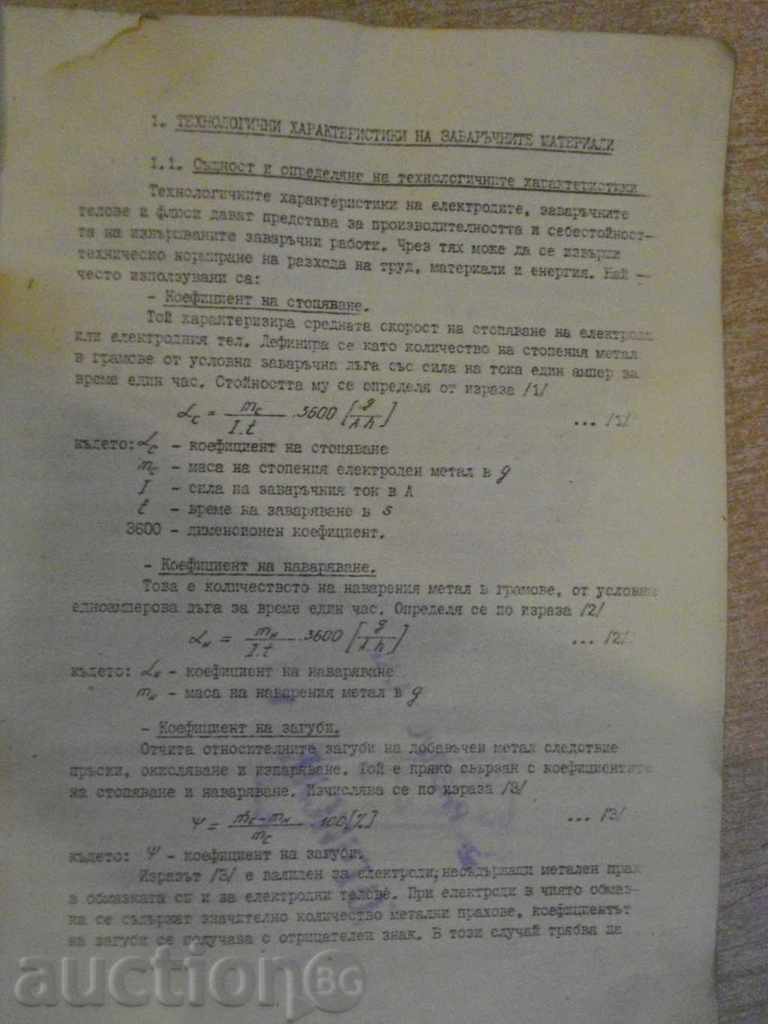 1. ТЕХНОЛОГИЧНИ ХАРАКТЕРИСТИКИ НА ЗАВАРЪЧНИТЕ МАТЕРИАЛИ
1.1. Същност и определяне на технологичните характеристики
Технологичните характеристики на електродите, заваръчните
телове и флюси дават представа за производителността и себестойност-
та на извършваните заваръчни работи. Чрез тях може да се извърши
техническо нормиране на разхода на труд, материали и енергия. Най -
често използувани са:
- Коефициент на стопяване.
Той характеризира средната скорост на стопяване на електрода
или електродния тел. Дефинира се като количество на стопения метал
в грамове от условна заваръчна дъга със сила на тока един ампер за
време един час. Стойността му се определя от израза /1/
α_c = m_c / I.t .3600 [g / A.h] ... /1/
където: α_c - коефициент на стопяване
m_c - маса на стопения електроден метал в g
I - сила на заваръчния ток в A
t - време на заваряване в s
3600 - дименсионен коефициент.
- Коефициент на наваряване.
Това е количеството на наварения метал в грамове, от условна
едноамперова дъга за време един час. Определя се по израза /2/
α_н = m_н / I.t .3600 [g / A.h] ... /2/
където: α_н - коефициент на наваряване
m_н - маса на наварения метал в g
- Коефициент на загуби.
Отчита относителните загуби на добавъчен метал следствие
пръски, окисляване и изпаряване. Той е пряко свързан с коефициентите
на стопяване и наваряване. Изчислява се по израза /3/
Ψ = m_c - m_н / m_c .100 [%] ... /3/
където: Ψ - коефициент на загуби.
Изразът /3/ е валиден за електроди, несъдържащи метален прах
в обмазката си и за електродни телове. При електроди в чиято обмаз-
ка се съдържат значително количество метални прахове, коефициентът
на загуби се получава с отрицателен знак. В този случай трябва да
AuctionBG